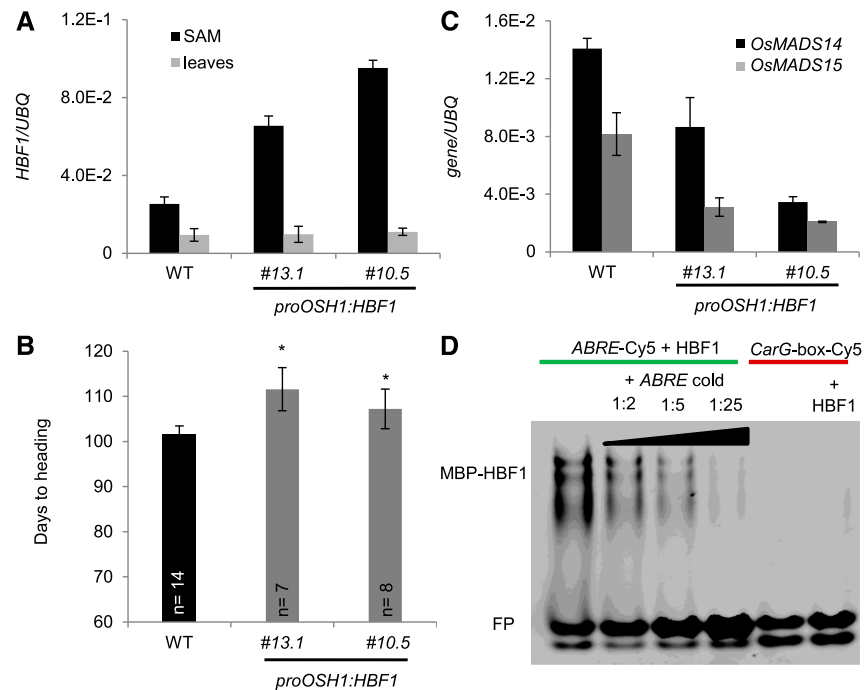 A
1.2E-1
SAM
leaves
8.0E-2
4.0E-2
0
HBF1/UBQ
WT
#13.1
#10.5
proOSH1:HBF1
C
1.6E-2
OsMADS14
OsMADS15
1.2E-2
8.0E-3
4.0E-3
0
gene/UBQ
WT
#13.1
#10.5
proOSH1:HBF1
B
120
110
100
90
80
70
60
Days to heading
n= 14
n= 7
n= 8
*
*
WT
#13.1
#10.5
proOSH1:HBF1
D
ABRE-Cy5 + HBF1
CarG-box-Cy5
+ ABRE cold
+
1:2 1:5 1:25
HBF1
MBP-HBF1
FP